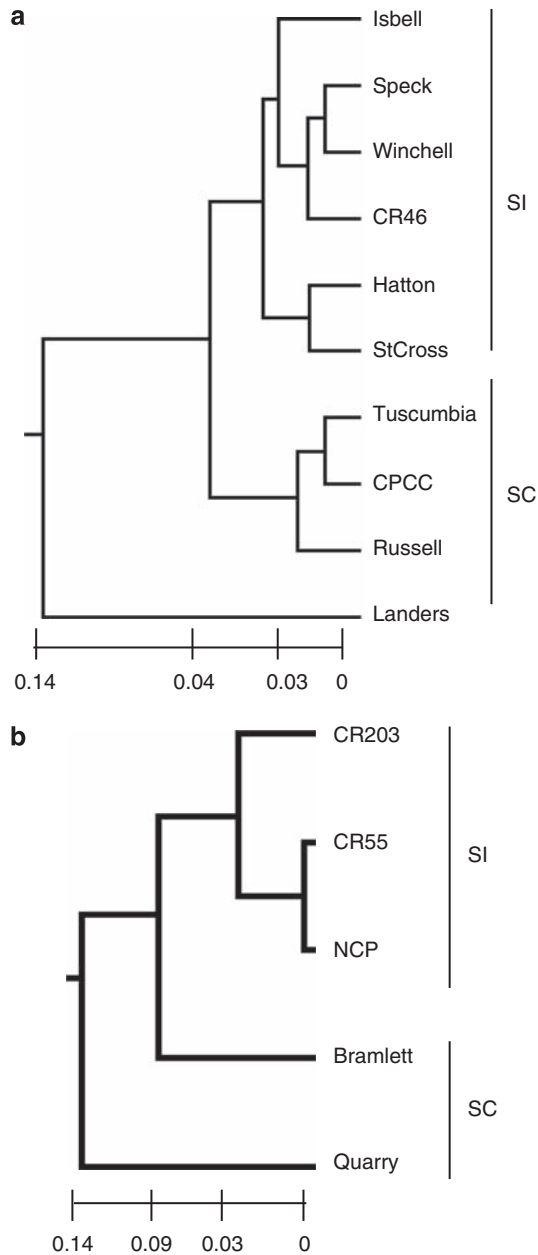 a
Isbell
Speck
Winchell
CR46
SI
Hatton
StCross
Tuscumbia
CPCC
SC
Russell
Landers
0.14 0.04 0.03 0
b
CR203
CR55
SI
NCP
Bramlett
SC
Quarry
0.14 0.09 0.03 0